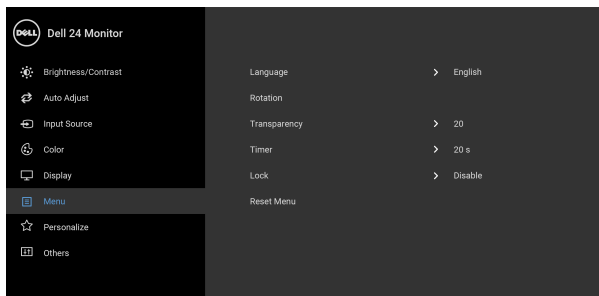 DELL Dell 24 Monitor
Brightness/Contrast
Auto Adjust
Input Source
Color
Display
Menu
Personalize
Others
Language > English
Rotation
Transparency > 20
Timer > 20 s
Lock > Disable
Reset Menu